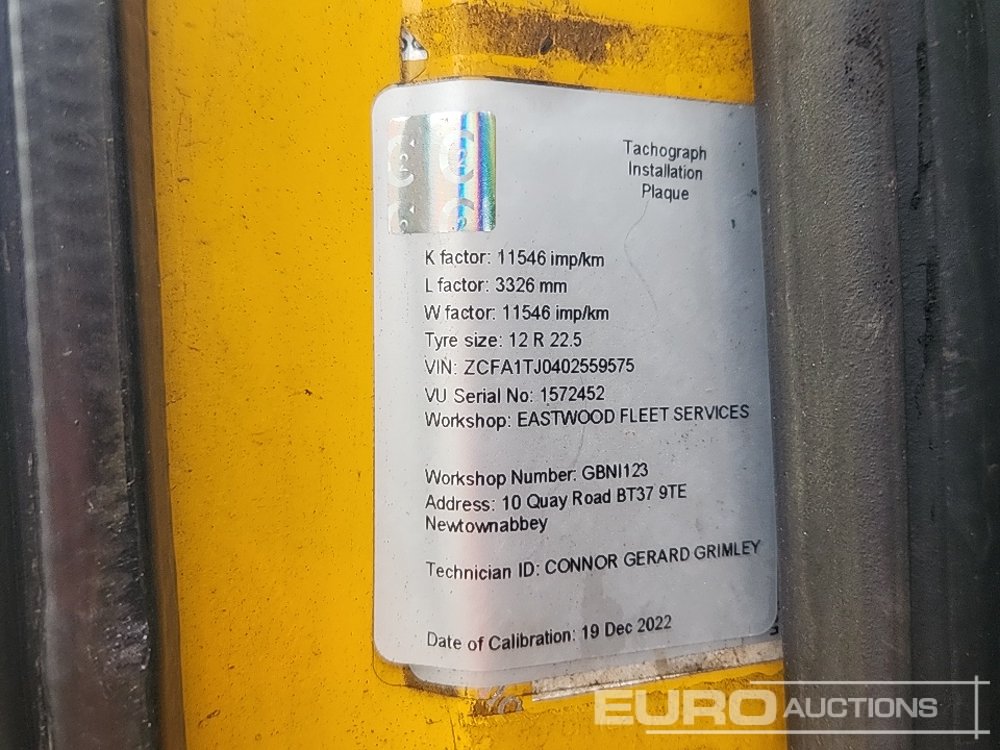 Tachograph
Installation
Plaque
K factor: 11546 imp/km
L factor: 3326 mm
W factor: 11546 imp/km
Tyre size: 12 R 22.5
VIN: ZCFA1TJ0402559575
VU Serial No: 1572452
Workshop: EASTWOOD FLEET SERVICES
Workshop Number: GBNI123
Address: 10 Quay Road BT37 9TE
Newtownabbey
Technician ID: CONNOR GERARD GRIMLEY
Date of Calibration: 19 Dec 2022
EURO AUCTIONS